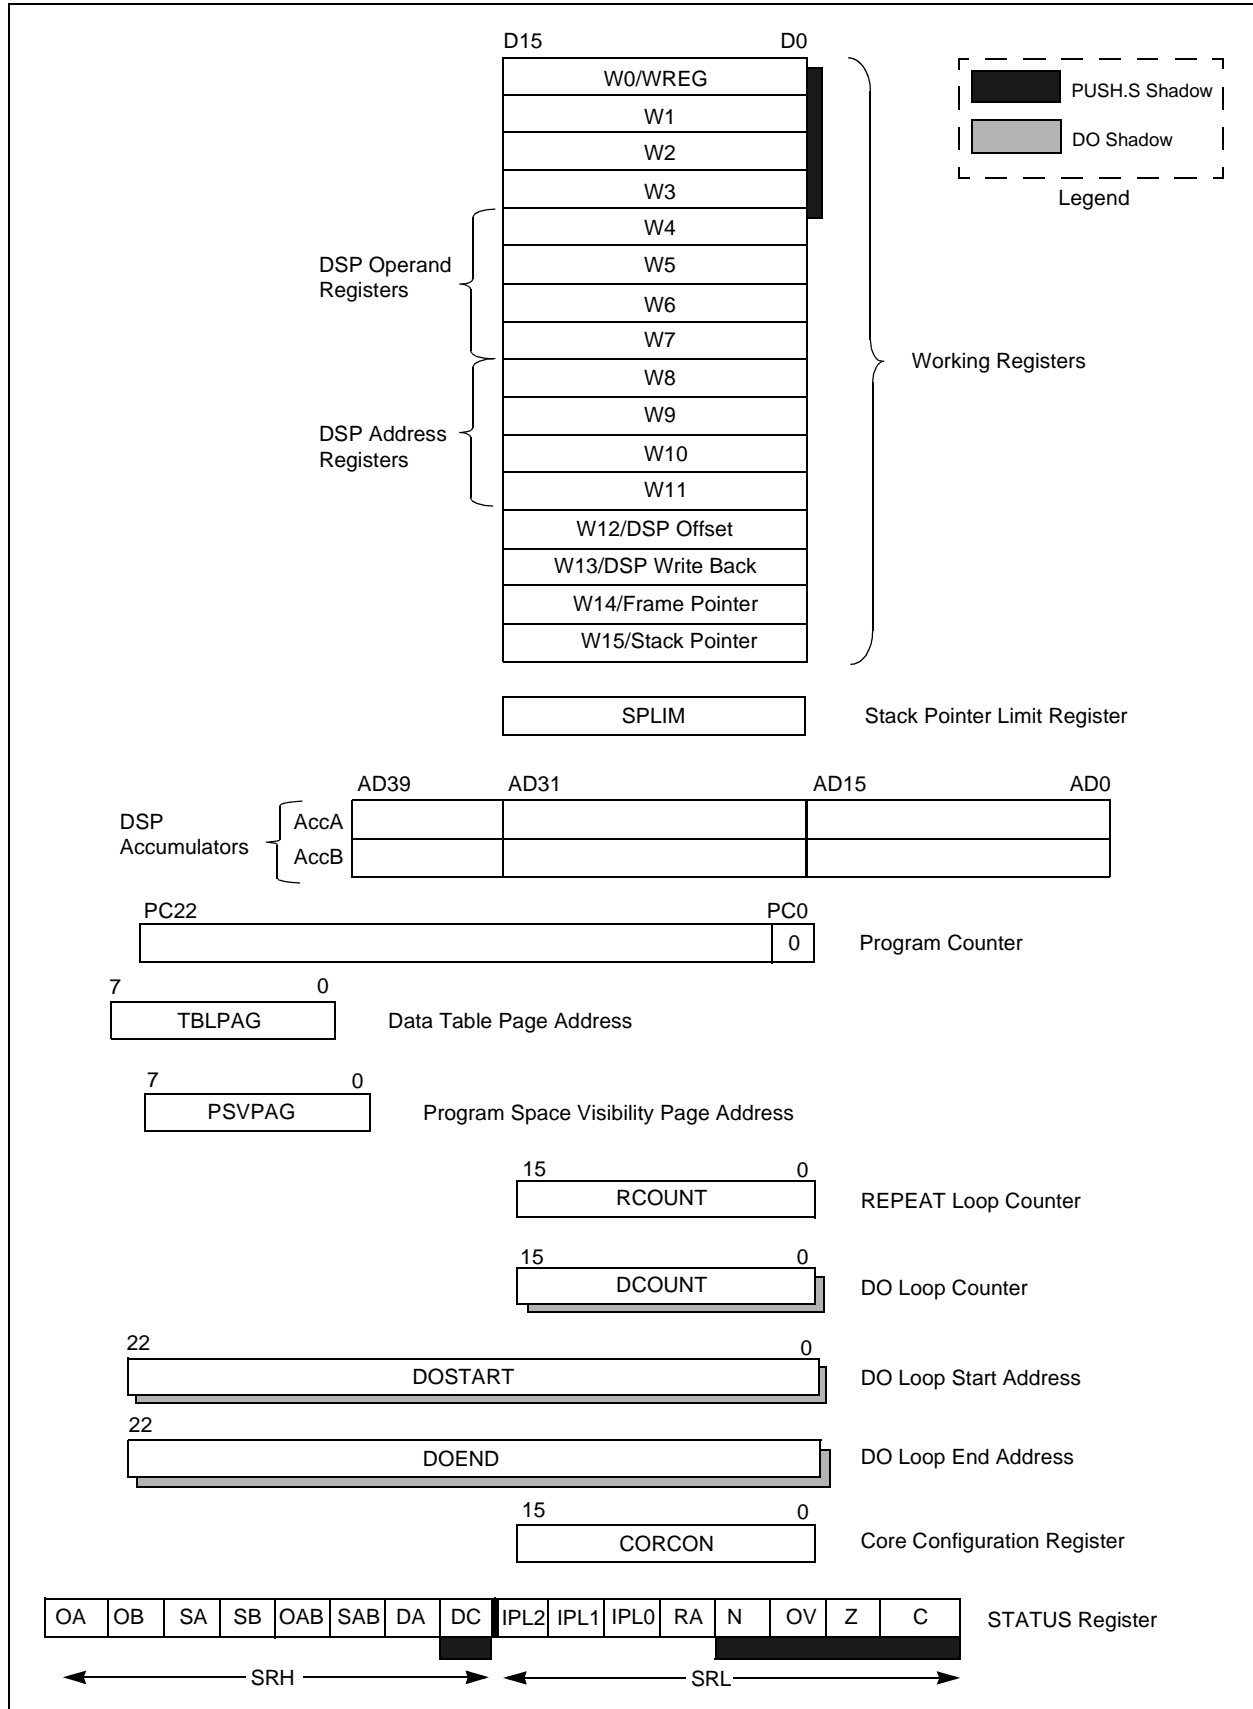 D15 D0
W0/WREG
W1
W2
W3
W4
W5
W6
W7
W8
W9
W10
W11
W12/DSP Offset
W13/DSP Write Back
W14/Frame Pointer
W15/Stack Pointer
PUSH.S Shadow
DO Shadow
Legend
DSP Operand
Registers
DSP Address
Registers
Working Registers
SPLIM
Stack Pointer Limit Register
AD39 AD31 AD15 AD0
DSP
Accumulators
AccA
AccB
PC22 PC0
0
Program Counter
7 0
TBLPAG
Data Table Page Address
7 0
PSVPAG
Program Space Visibility Page Address
15 0
RCOUNT
REPEAT Loop Counter
15 0
DCOUNT
DO Loop Counter
22 0
DOSTART
DO Loop Start Address
22
DOEND
DO Loop End Address
15 0
CORCON
Core Configuration Register
OA OB SA SB OAB SAB DA DC IPL2 IPL1 IPL0 RA N OV Z C
STATUS Register
SRH SRL